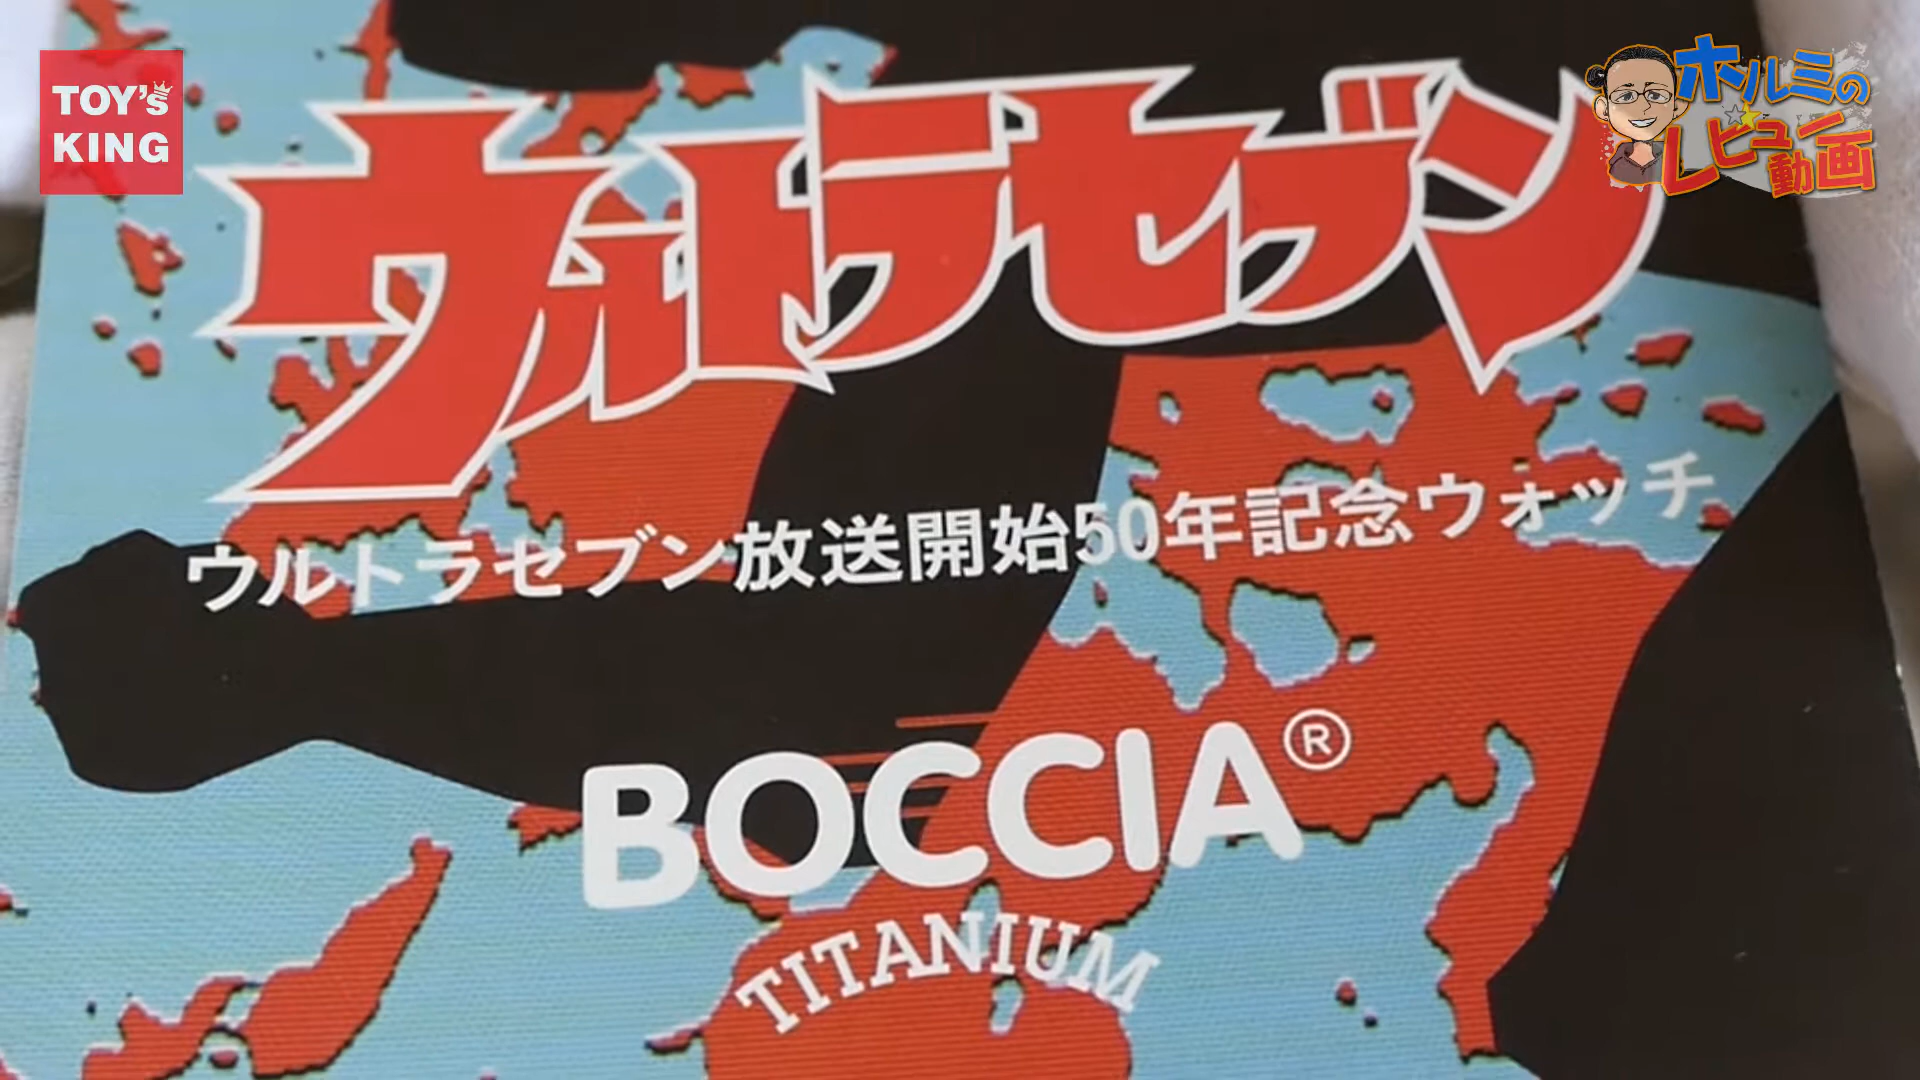 TOY's
KING
ホルミの
レビュー
動画
ウルトラセブン
ウルトラセブン放送開始50年記念ウォッチ
BOCCIA®
TITANIUM